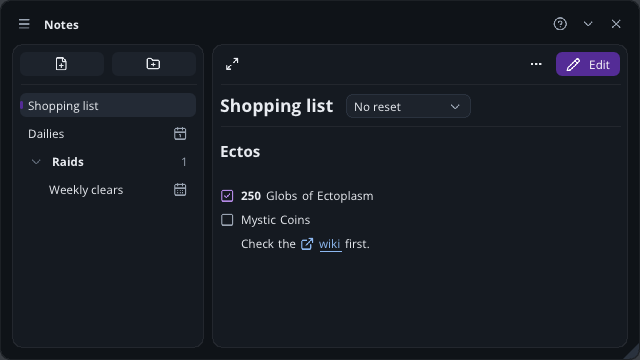 Notes
Edit
Shopping list
Dailies
Raids 1
Weekly clears
Shopping list No reset
Ectos
250 Globs of Ectoplasm
Mystic Coins
Check the wiki first.